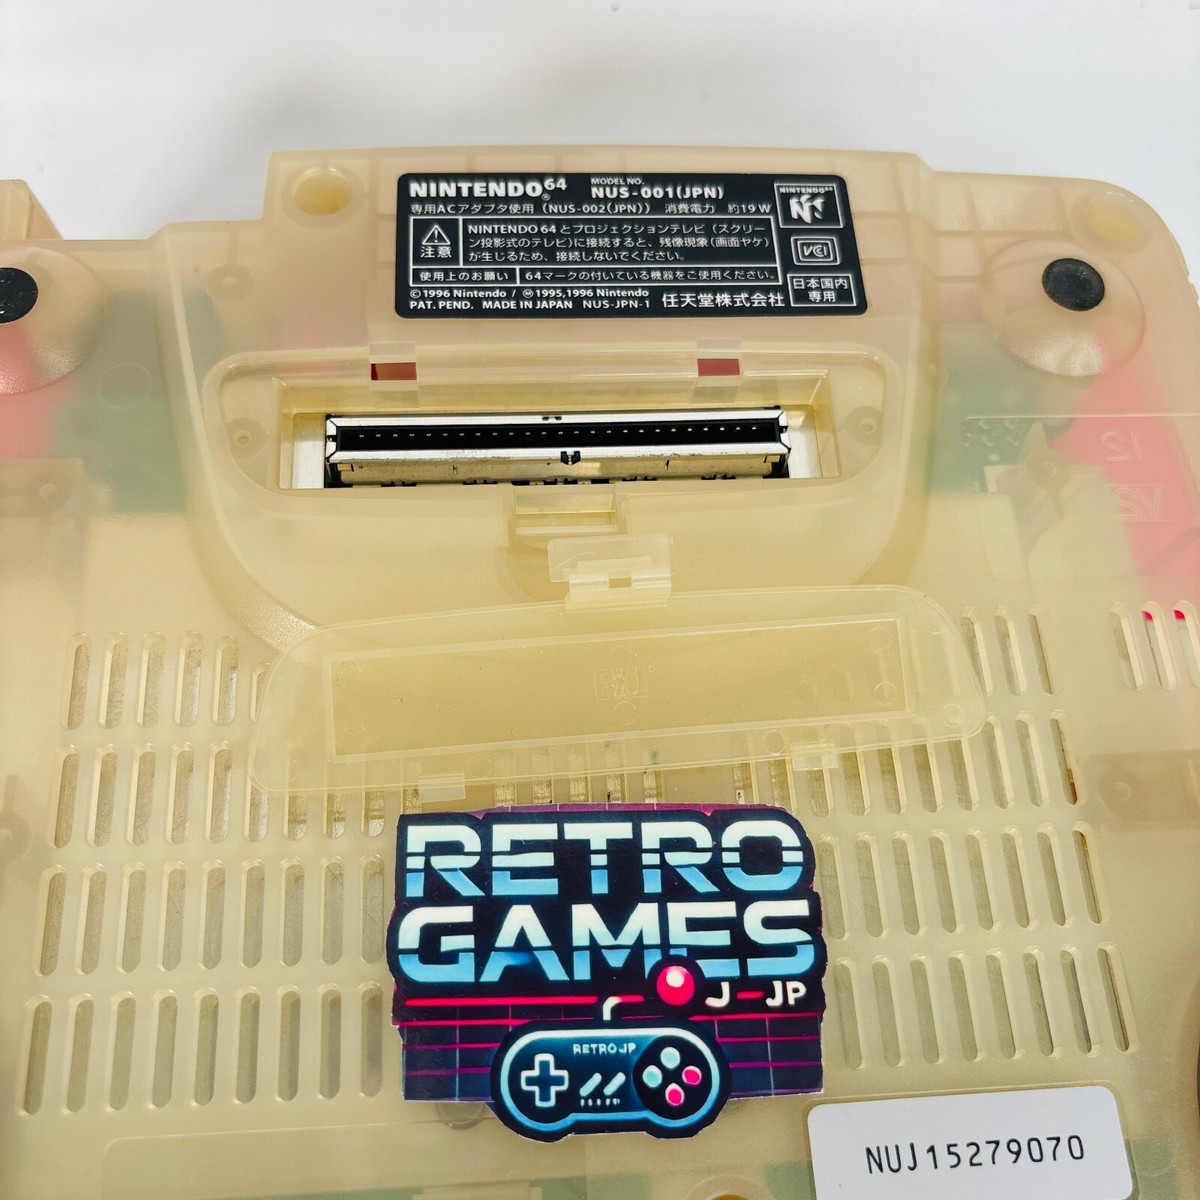 NINTENDO64
MODEL NO.
NUS-001(JPN)
NINTENDO64
専用ACアダプタ使用 (NUS-002(JPN)) 消費電力 約19W
注意
NINTENDO 64 とプロジェクションテレビ (スクリー
ン投影式のテレビ)に接続すると、残像現象 (画面ヤケ)
が生じるため、接続しないでください。
VCI
使用上のお願い 64マークの付いている機器をご使用ください。
日本国内
専用
©1996 Nintendo / Ⓜ1995,1996 Nintendo
PAT. PEND. MADE IN JAPAN NUS-JPN-1 任天堂株式会社
RETRO
GAMES
J-JP
RETROJP
NUJ15279070